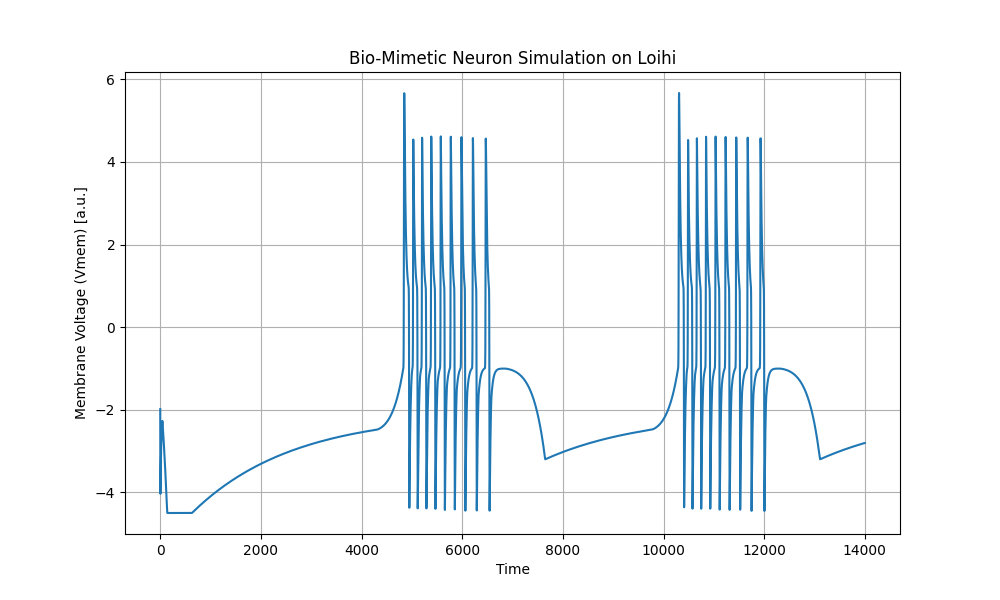 Bio-Mimetic Neuron Simulation on Loihi
Membrane Voltage (Vmem) [a.u.]
6
4
2
0
−2
−4
0 2000 4000 6000 8000 10000 12000 14000
Time